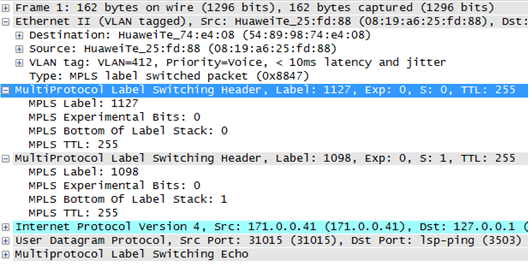 Frame 1: 162 bytes on wire (1296 bits), 162 bytes captured (1296 bits)
Ethernet II (VLAN tagged), Src: HuaweiTe_25:fd:88 (08:19:a6:25:fd:88), Dst:
Destination: HuaweiTe_74:e4:08 (54:89:98:74:e4:08)
Source: HuaweiTe_25:fd:88 (08:19:a6:25:fd:88)
VLAN tag: VLAN=412, Priority=Voice, < 10ms latency and jitter
Type: MPLS label switched packet (0x8847)
MultiProtocol Label Switching Header, Label: 1127, Exp: 0, S: 0, TTL: 255
MPLS Label: 1127
MPLS Experimental Bits: 0
MPLS Bottom Of Label Stack: 0
MPLS TTL: 255
MultiProtocol Label Switching Header, Label: 1098, Exp: 0, S: 1, TTL: 255
MPLS Label: 1098
MPLS Experimental Bits: 0
MPLS Bottom Of Label Stack: 1
MPLS TTL: 255
Internet Protocol Version 4, Src: 171.0.0.41 (171.0.0.41), Dst: 127.0.0.1 (
User Datagram Protocol, Src Port: 31015 (31015), Dst Port: lsp-ping (3503)
Multiprotocol Label Switching Echo